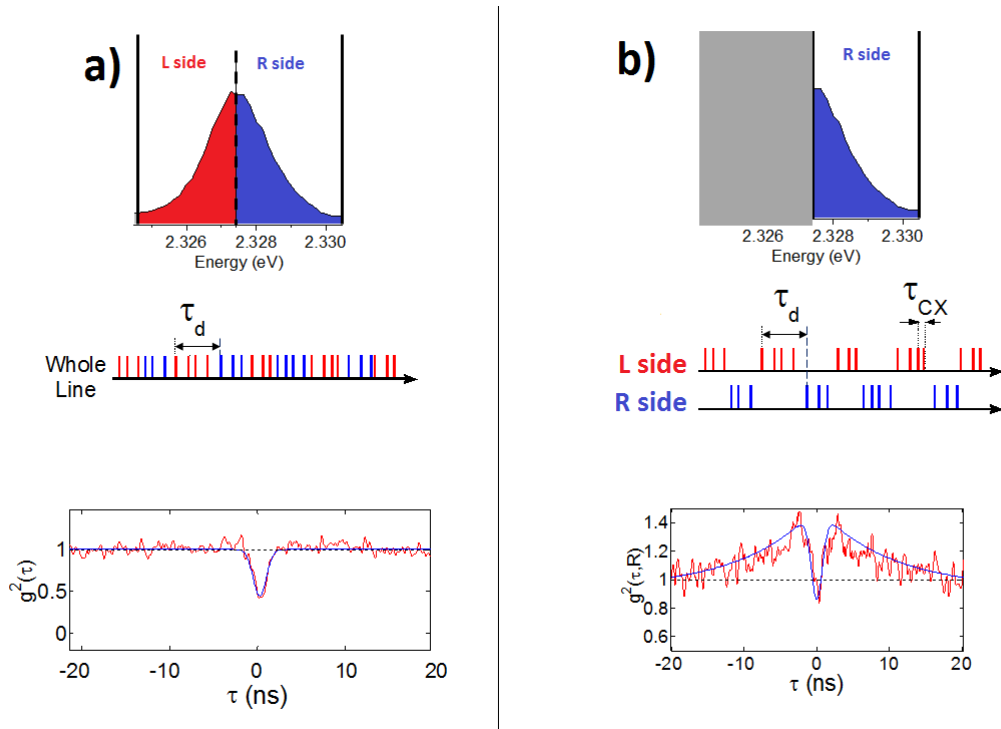 a)
L side
R side
2.326
2.328
2.330
Energy (eV)
τd
Whole
Line
g²(τ)
1
0.5
0
-20
-10
0
10
20
τ (ns)
b)
R side
2.326
2.328
2.330
Energy (eV)
τd
τCX
L side
R side
g²(τ,R)
1.4
1.2
1
0.8
0.6
-20
-10
0
10
20
τ (ns)